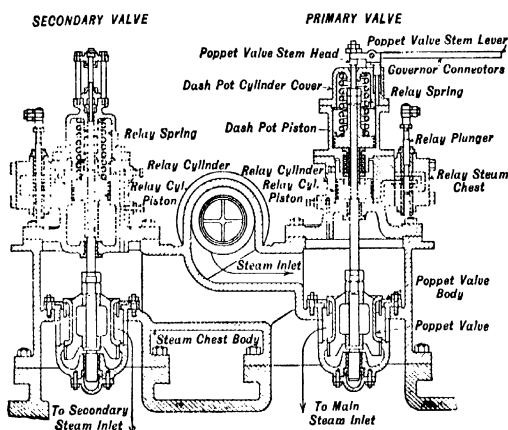 SECONDARY VALVE
PRIMARY VALVE
Poppet Valve Stem Head
Poppet Valve Stem Lever
Governor Connectors
Dash Pot Cylinder Cover
Relay Spring
Dash Pot Piston
Relay Plunger
Relay Spring
Relay Cylinder
Relay Cyl.
Piston
Relay Cylinder
Relay Cyl.
Piston
Relay Steam
Chest
Steam Inlet
Poppet Valve
Body
Poppet Valve
Steam Chest Body
To Secondary
Steam Inlet
To Main
Steam Inlet